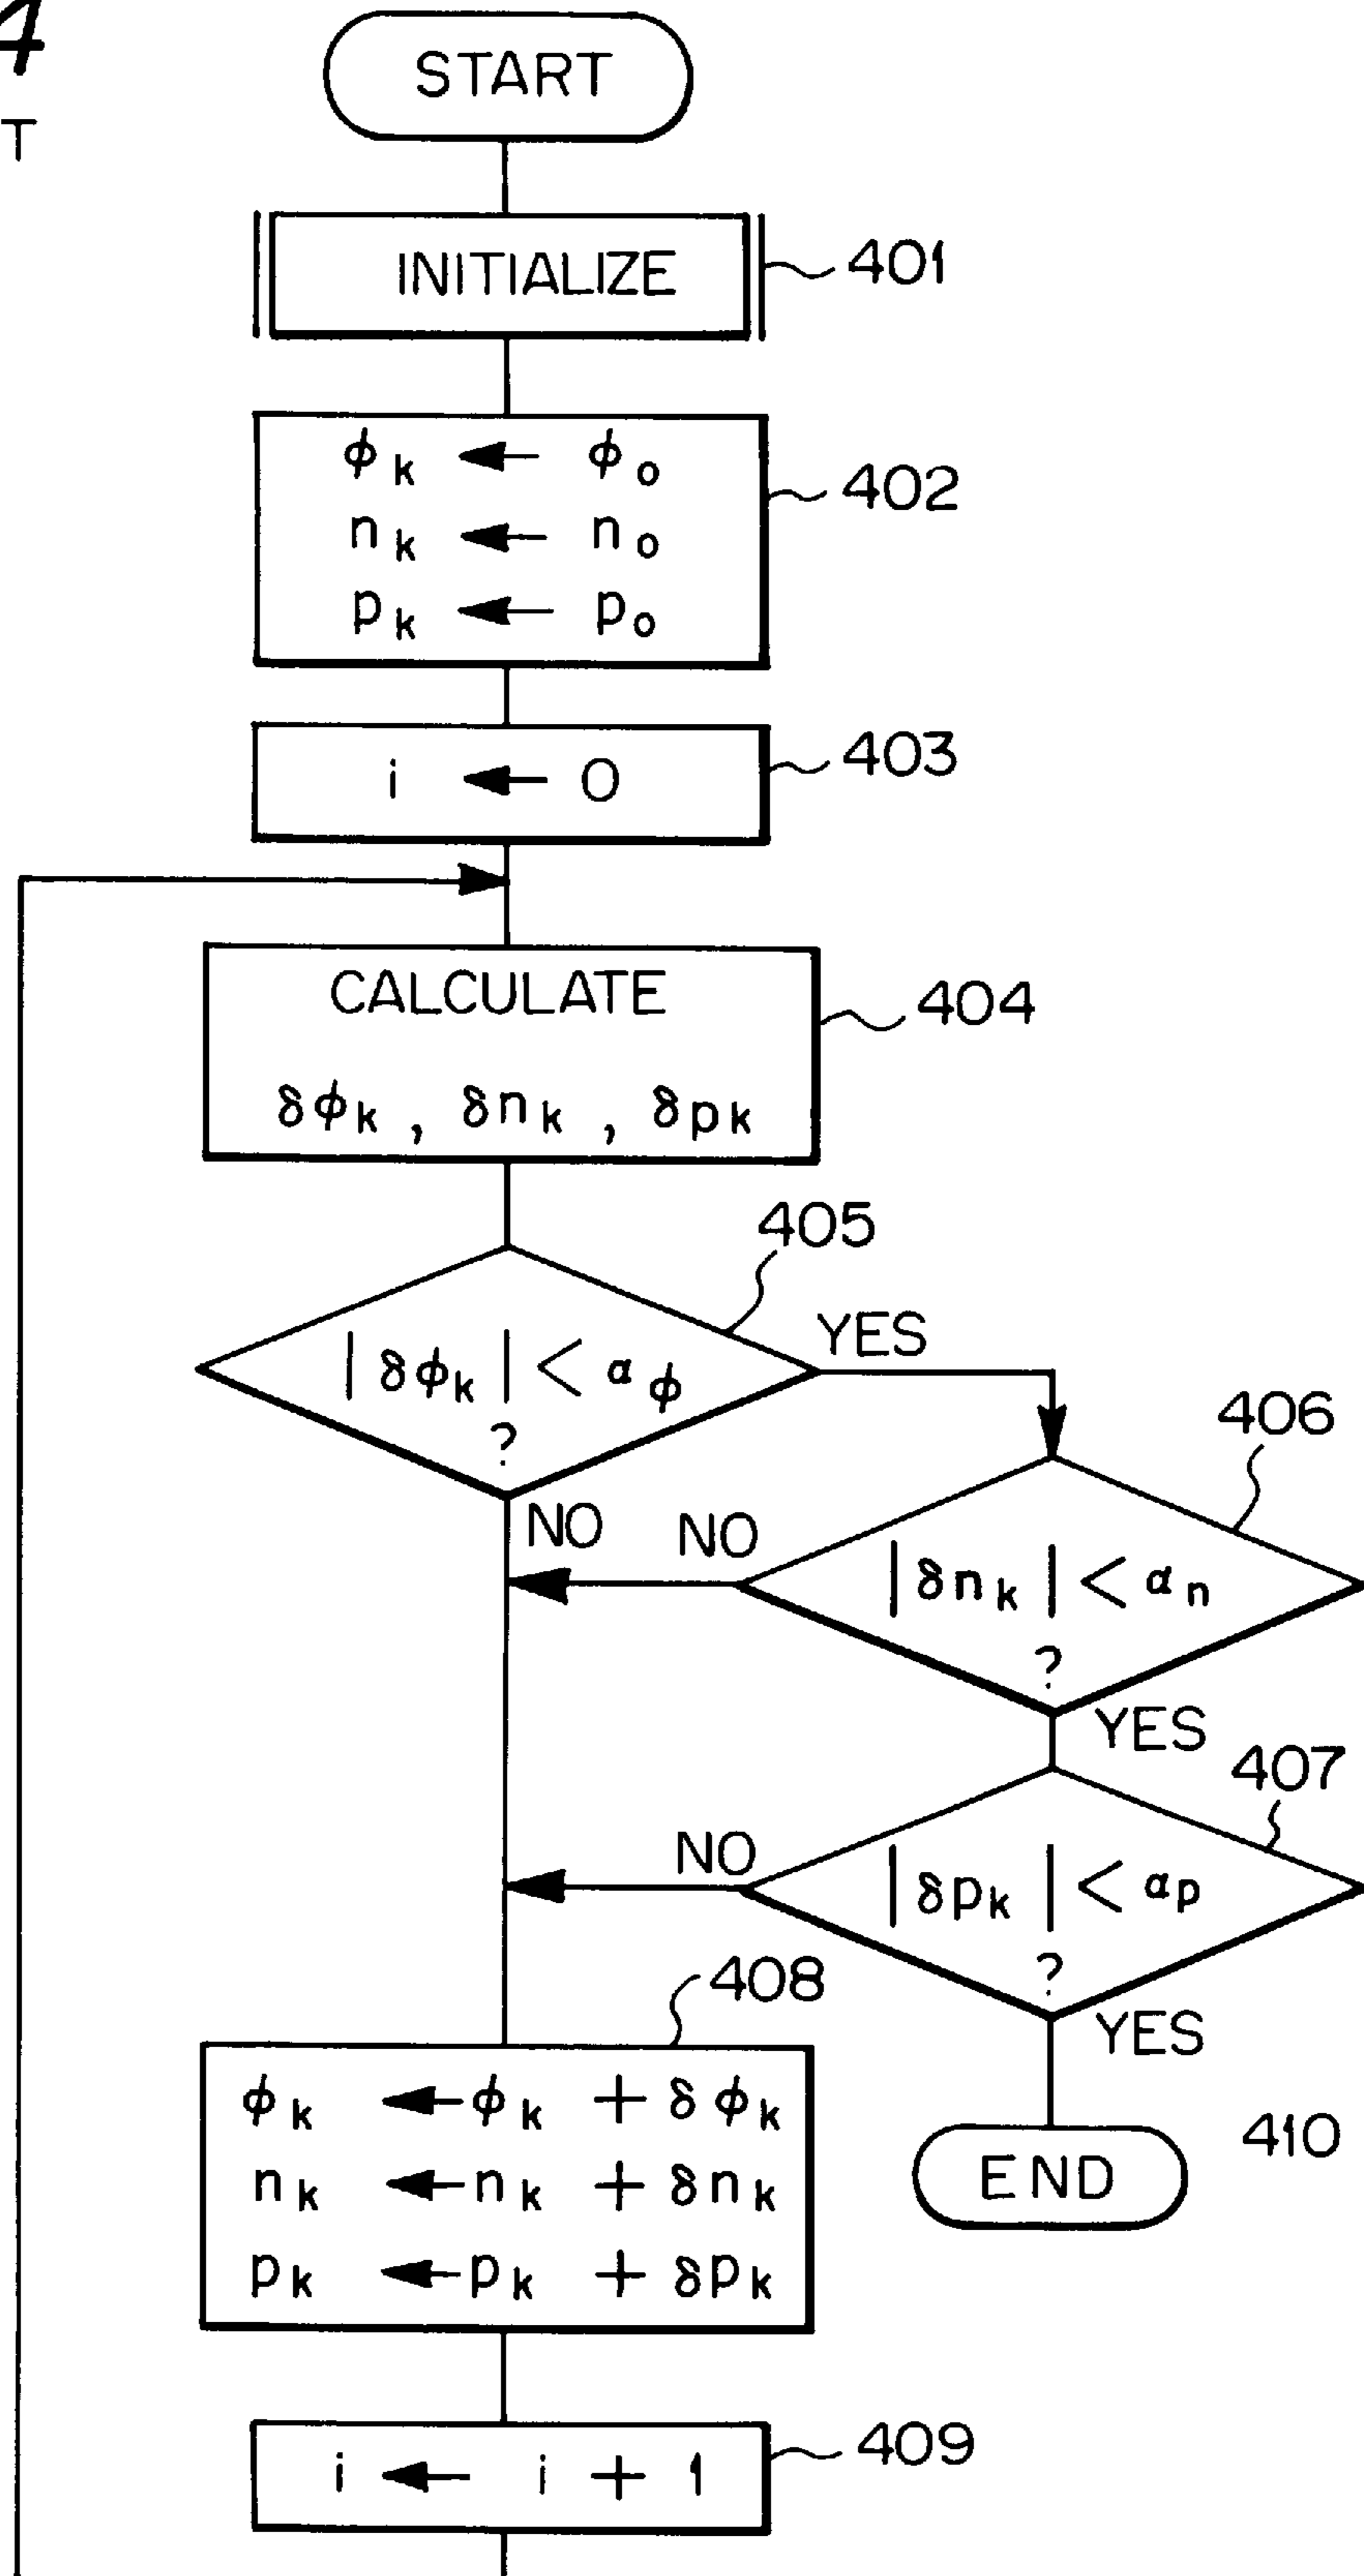 4
T
START
INITIALIZE
401
ϕk ← ϕo
nk ← no
pk ← po
402
i ← 0
403
CALCULATE
δϕk , δnk , δpk
404
405
|δϕk| < αϕ
?
YES
NO
406
|δnk| < αn
?
NO
YES
407
|δpk| < αp
?
NO
YES
408
ϕk ← ϕk + δϕk
nk ← nk + δnk
pk ← pk + δpk
END
410
i ← i + 1
409